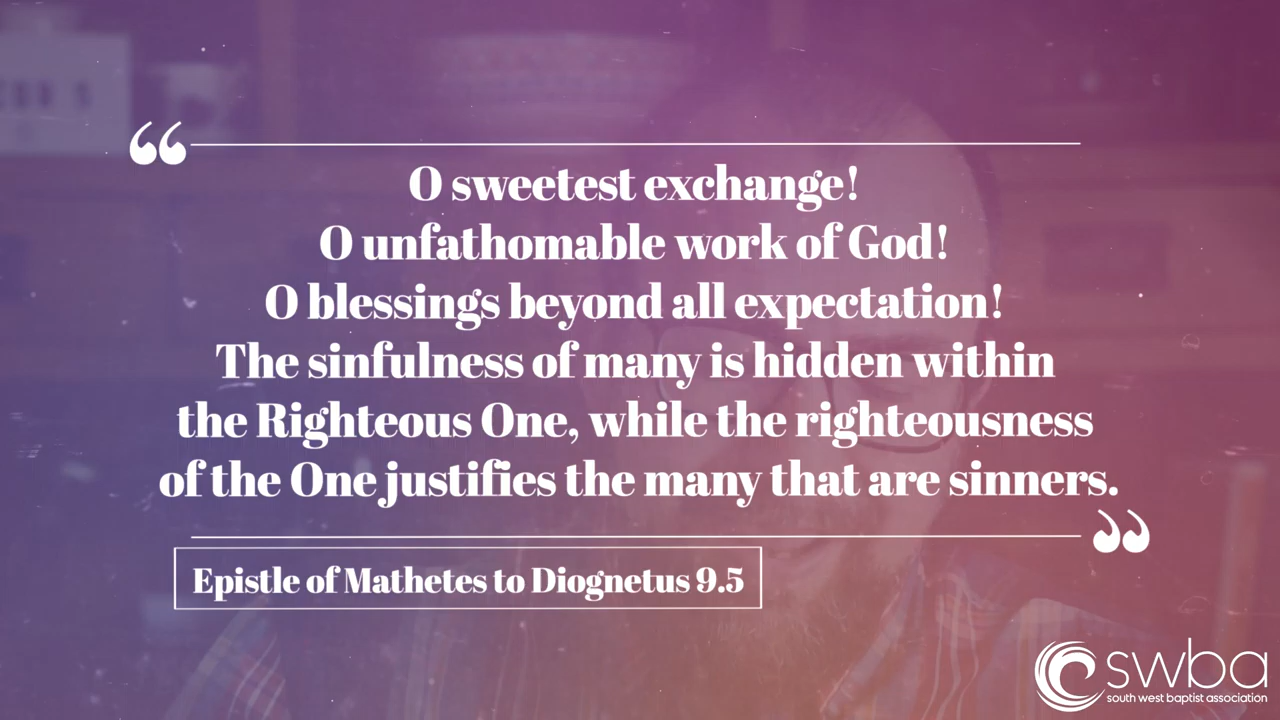 “
O sweetest exchange!
O unfathomable work of God!
O blessings beyond all expectation!
The sinfulness of many is hidden within
the Righteous One, while the righteousness
of the One justifies the many that are sinners.
”
Epistle of Mathetes to Diognetus 9.5
swba
south west baptist association